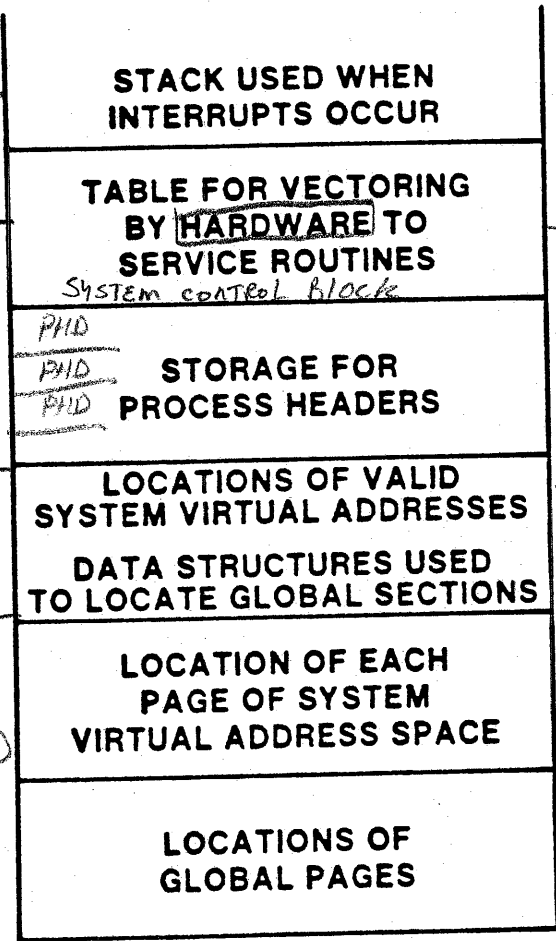 STACK USED WHEN
INTERRUPTS OCCUR
TABLE FOR VECTORING
BY HARDWARE TO
SERVICE ROUTINES
SYSTEM CONTROL Block
PHD
PHD STORAGE FOR
PHD PROCESS HEADERS
LOCATIONS OF VALID
SYSTEM VIRTUAL ADDRESSES
DATA STRUCTURES USED
TO LOCATE GLOBAL SECTIONS
LOCATION OF EACH
PAGE OF SYSTEM
VIRTUAL ADDRESS SPACE
LOCATIONS OF
GLOBAL PAGES